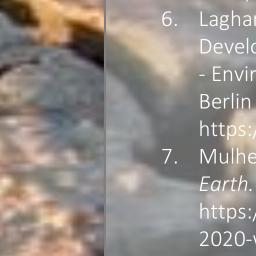 6. Laghar
Develo
- Envir
Berlin
https:/
7. Mulhe
Earth.
https:/
2020-v